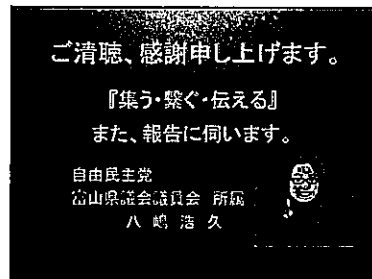 ご清聴、感謝申し上げます。
『集う・繋ぐ・伝える』
また、報告に伺います。
自由民主党
富山県議会議員会 所属
八嶋浩久